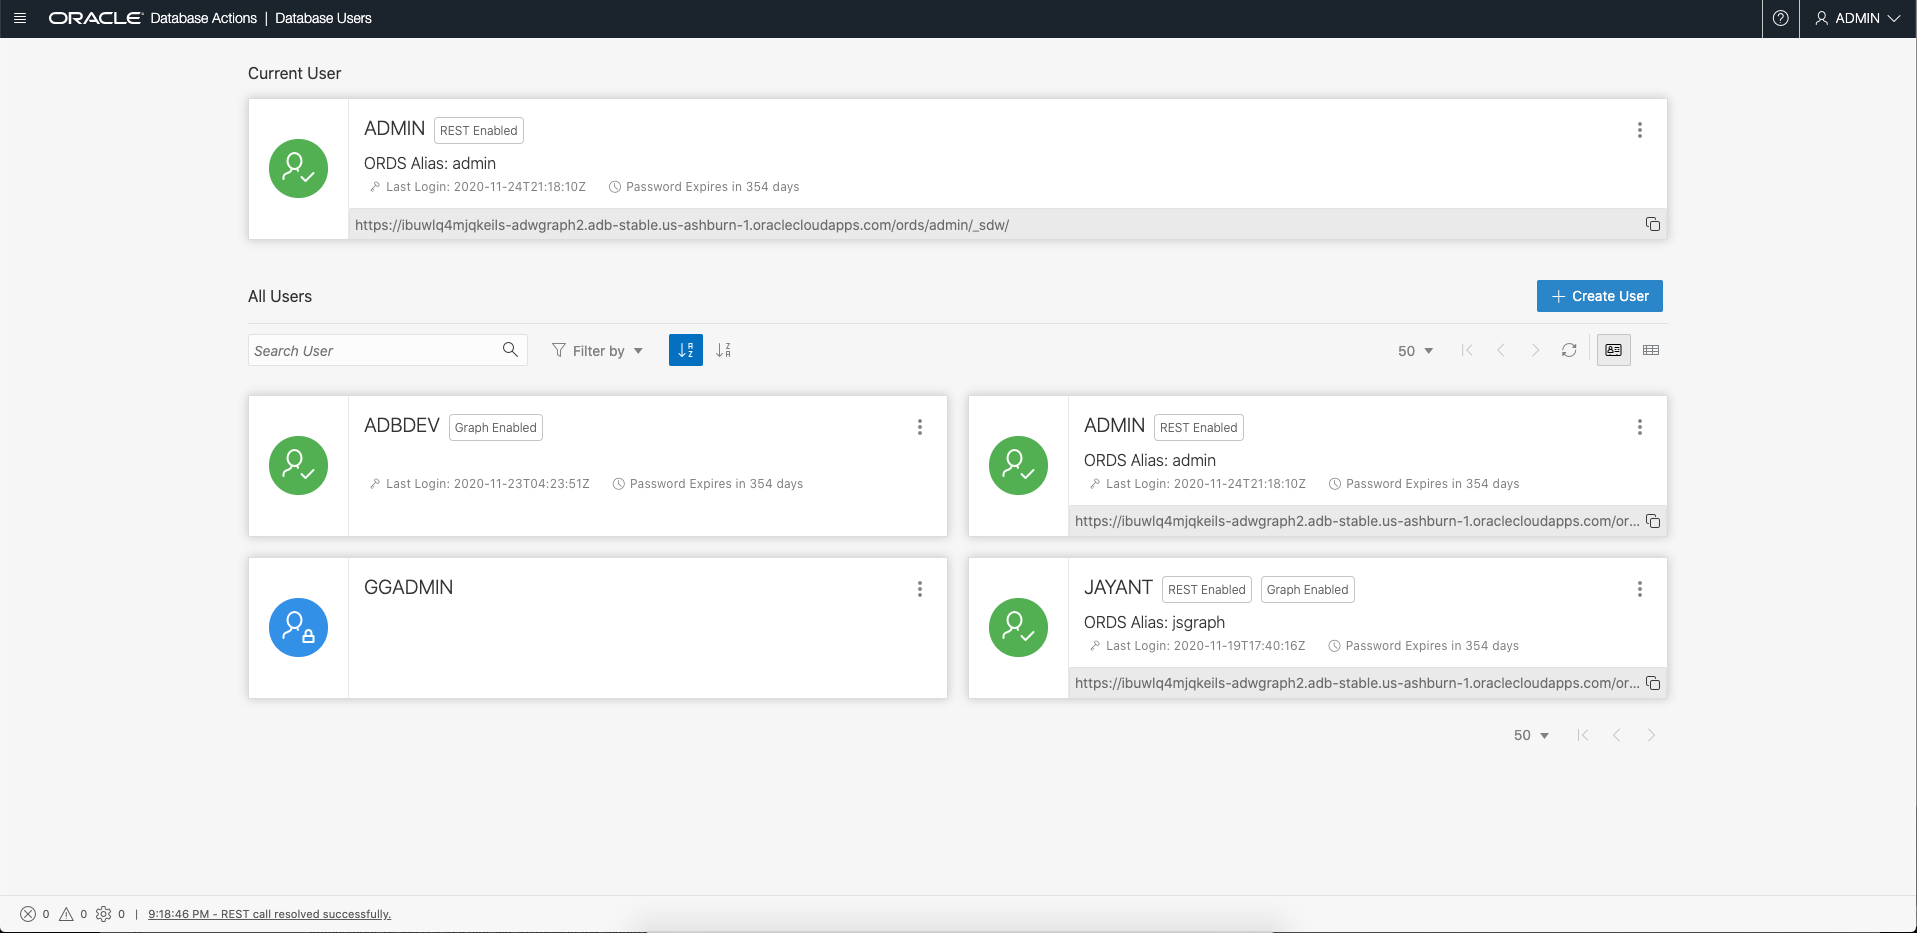 ORACLE Database Actions | Database Users
ADMIN
Current User
ADMIN REST Enabled
ORDS Alias: admin
Last Login: 2020-11-24T21:18:10Z Password Expires in 354 days
https://ibuwlq4mjqkeils-adwgraph2.adb-stable.us-ashburn-1.oraclecloudapps.com/ords/admin/_sdw/
All Users
+ Create User
Search User
Filter by
50
ADBDEV Graph Enabled
Last Login: 2020-11-23T04:23:51Z Password Expires in 354 days
ADMIN REST Enabled
ORDS Alias: admin
Last Login: 2020-11-24T21:18:10Z Password Expires in 354 days
https://ibuwlq4mjqkeils-adwgraph2.adb-stable.us-ashburn-1.oraclecloudapps.com/or...
GGADMIN
JAYANT REST Enabled Graph Enabled
ORDS Alias: jsgraph
Last Login: 2020-11-19T17:40:16Z Password Expires in 354 days
https://ibuwlq4mjqkeils-adwgraph2.adb-stable.us-ashburn-1.oraclecloudapps.com/or...
50
0 0 0 | 9:18:46 PM - REST call resolved successfully.